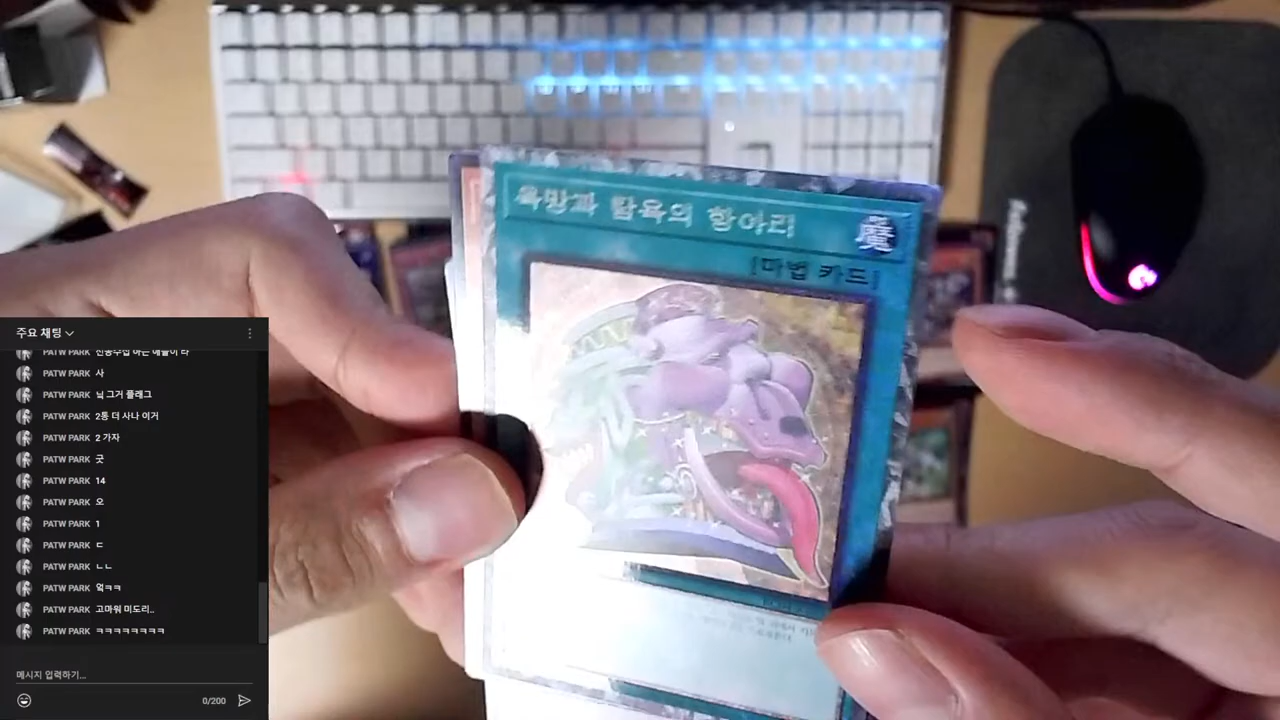 욕망과 탐욕의 항아리
魔
[마법 카드]
주요 채팅
PATW PARK 사
PATW PARK 닉 그거 플래그
PATW PARK 2통 더 사나 이거
PATW PARK 2 가자
PATW PARK 굿
PATW PARK 14
PATW PARK 오
PATW PARK 1
PATW PARK ㄷ
PATW PARK ㄴㄴ
PATW PARK 엌ㅋㅋ
PATW PARK 고마워 미도리..
PATW PARK ㅋㅋㅋㅋㅋㅋㅋㅋ
메시지 입력하기...
0/200